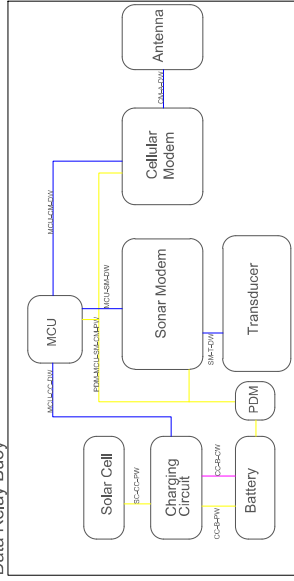 Data Relay Buoy
Antenna
CM-A-DW
Cellular
Modem
MCU-CM-DW
MCU
MCU-SM-DW
PDM-MCU-SM-CM-PW
MCU-CC-DW
Sonar Modem
SM-T-DW
Transducer
PDM
Solar Cell
SC-CC-PW
Charging
Circuit
CC-B-CW
CC-B-PW
Battery